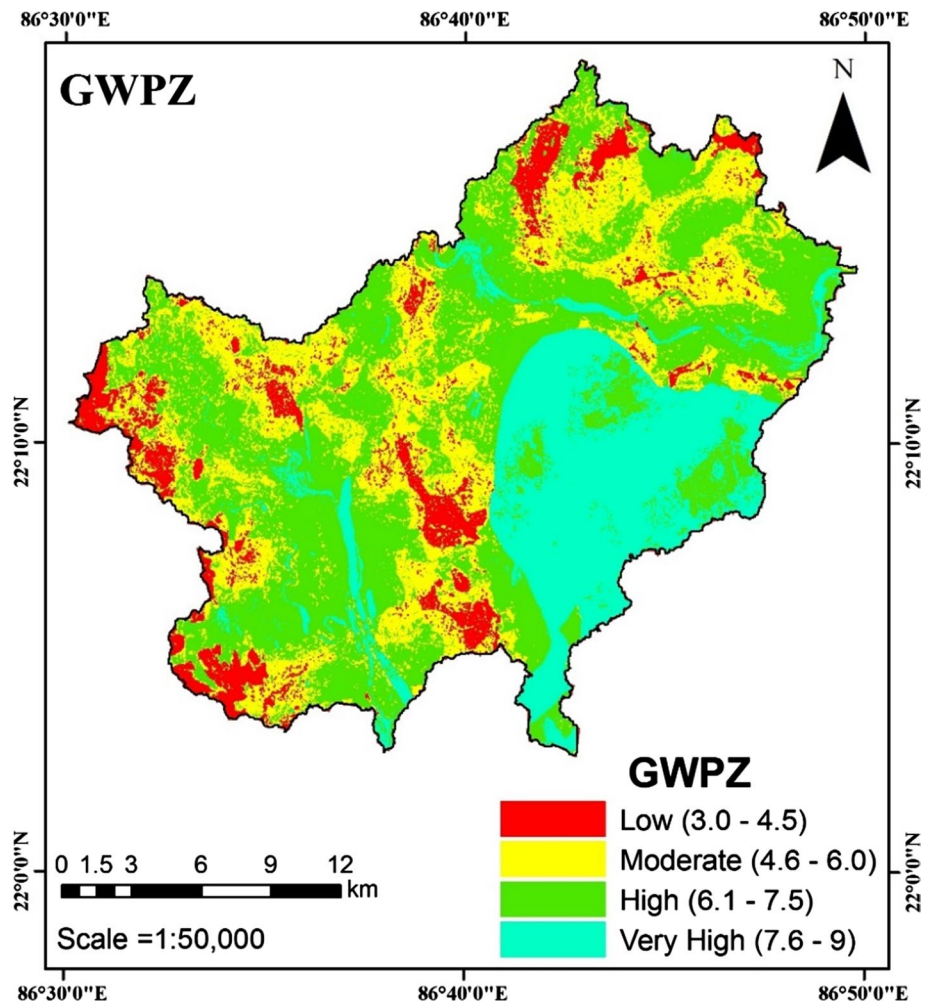 86°30'0"E 86°40'0"E 86°50'0"E
GWPZ
N
22°10'0"N 22°10'0"N
GWPZ
Low (3.0 - 4.5)
Moderate (4.6 - 6.0)
High (6.1 - 7.5)
Very High (7.6 - 9)
22°0'0"N 22°0'0"N
0 1.5 3 6 9 12
km
Scale =1:50,000
86°30'0"E 86°40'0"E 86°50'0"E